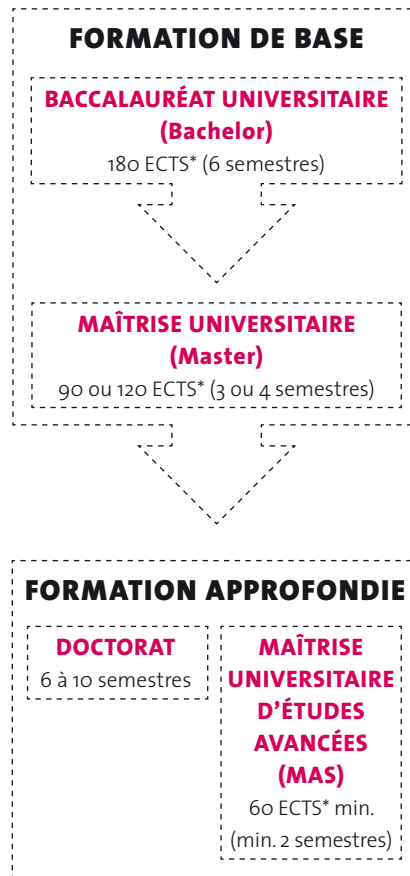 FORMATION DE BASE
BACCALAURÉAT UNIVERSITAIRE
(Bachelor)
180 ECTS* (6 semestres)
MAÎTRISE UNIVERSITAIRE
(Master)
90 ou 120 ECTS* (3 ou 4 semestres)
FORMATION APPROFONDIE
DOCTORAT
6 à 10 semestres
MAÎTRISE
UNIVERSITAIRE
D’ÉTUDES
AVANCÉES
(MAS)
60 ECTS* min.
(min. 2 semestres)